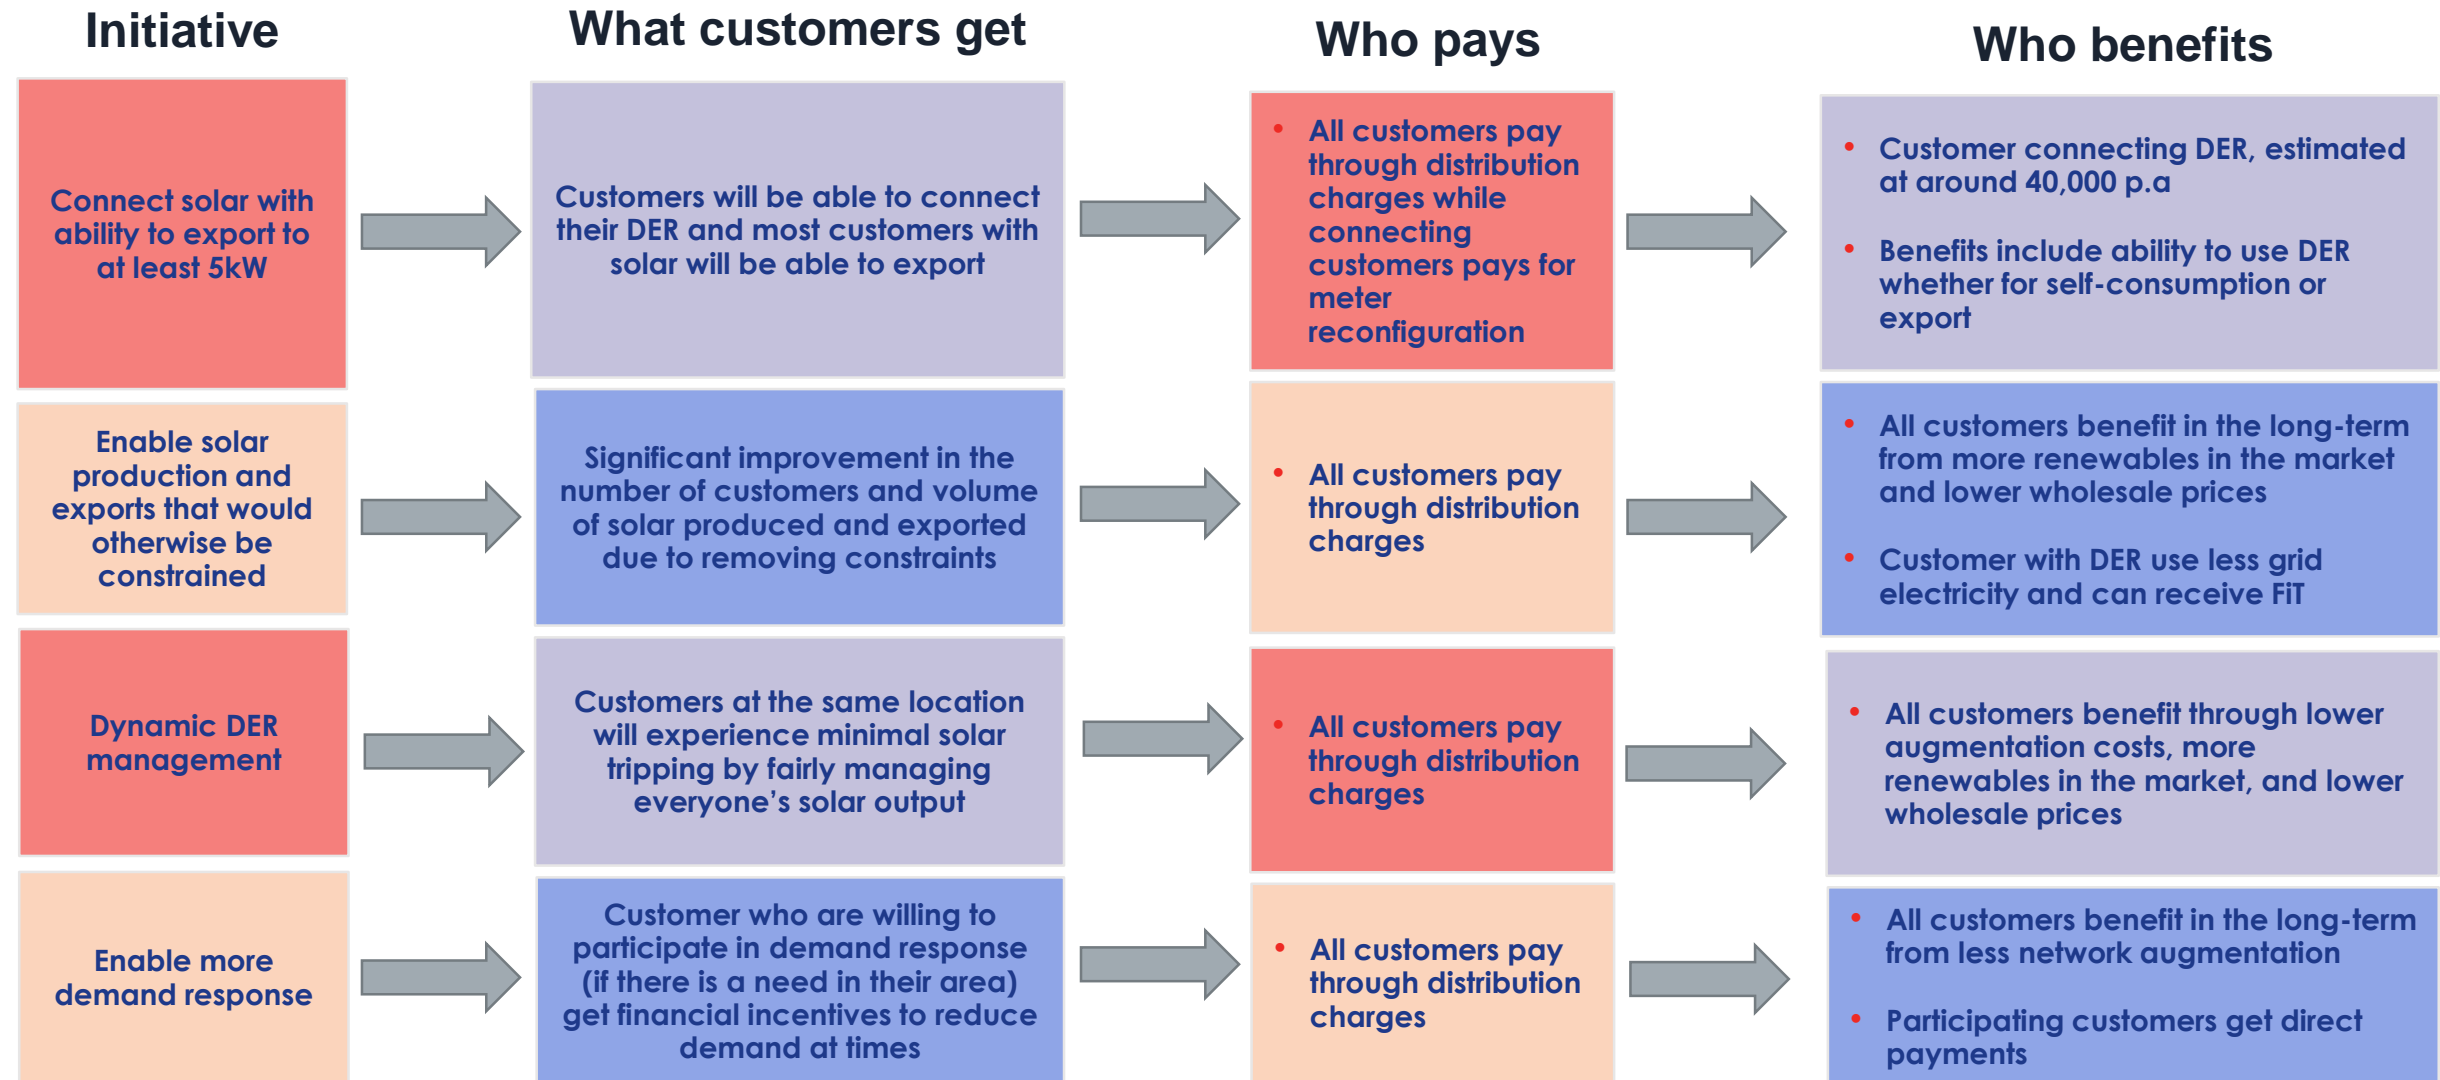 Initiative
What customers get
Who pays
Who benefits
Connect solar with
ability to export to
at least 5kW
Customers will be able to connect
their DER and most customers with
solar will be able to export
• All customers pay
through distribution
charges while
connecting
customers pays for
meter
reconfiguration
• Customer connecting DER, estimated
at around 40,000 p.a
• Benefits include ability to use DER
whether for self-consumption or
export
Enable solar
production and
exports that would
otherwise be
constrained
Significant improvement in the
number of customers and volume
of solar produced and exported
due to removing constraints
• All customers pay
through distribution
charges
• All customers benefit in the long-term
from more renewables in the market
and lower wholesale prices
• Customer with DER use less grid
electricity and can receive FiT
Dynamic DER
management
Customers at the same location
will experience minimal solar
tripping by fairly managing
everyone’s solar output
• All customers pay
through distribution
charges
• All customers benefit through lower
augmentation costs, more
renewables in the market, and lower
wholesale prices
Enable more
demand response
Customer who are willing to
participate in demand response
(if there is a need in their area)
get financial incentives to reduce
demand at times
• All customers pay
through distribution
charges
• All customers benefit in the long-term
from less network augmentation
• Participating customers get direct
payments